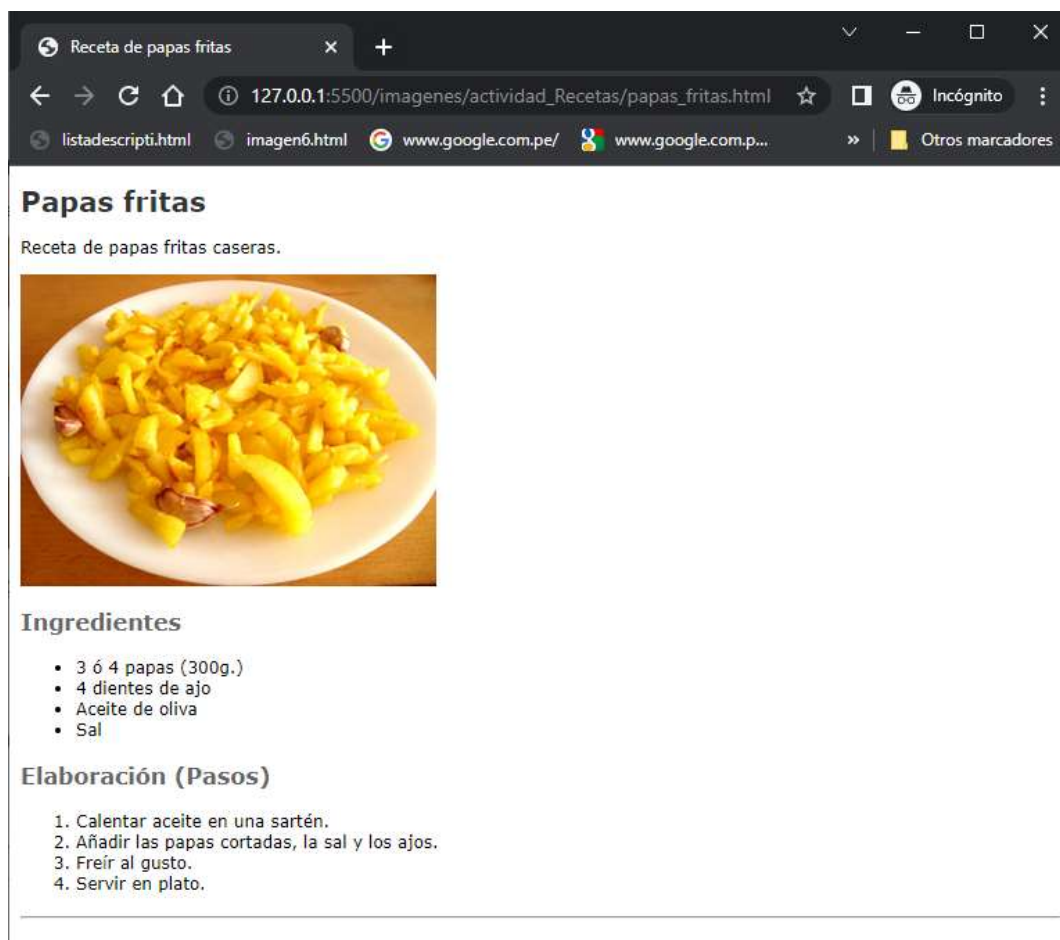 Receta de papas fritas
127.0.0.1:5500/imagenes/actividad_Recetas/papas_fritas.html
Incógnito
listadescripti.html
imagen6.html
www.google.com.pe/
www.google.com.p...
»
Otros marcadores
Papas fritas
Receta de papas fritas caseras.
Ingredientes
• 3 ó 4 papas (300g.)
• 4 dientes de ajo
• Aceite de oliva
• Sal
Elaboración (Pasos)
1. Calentar aceite en una sartén.
2. Añadir las papas cortadas, la sal y los ajos.
3. Freír al gusto.
4. Servir en plato.